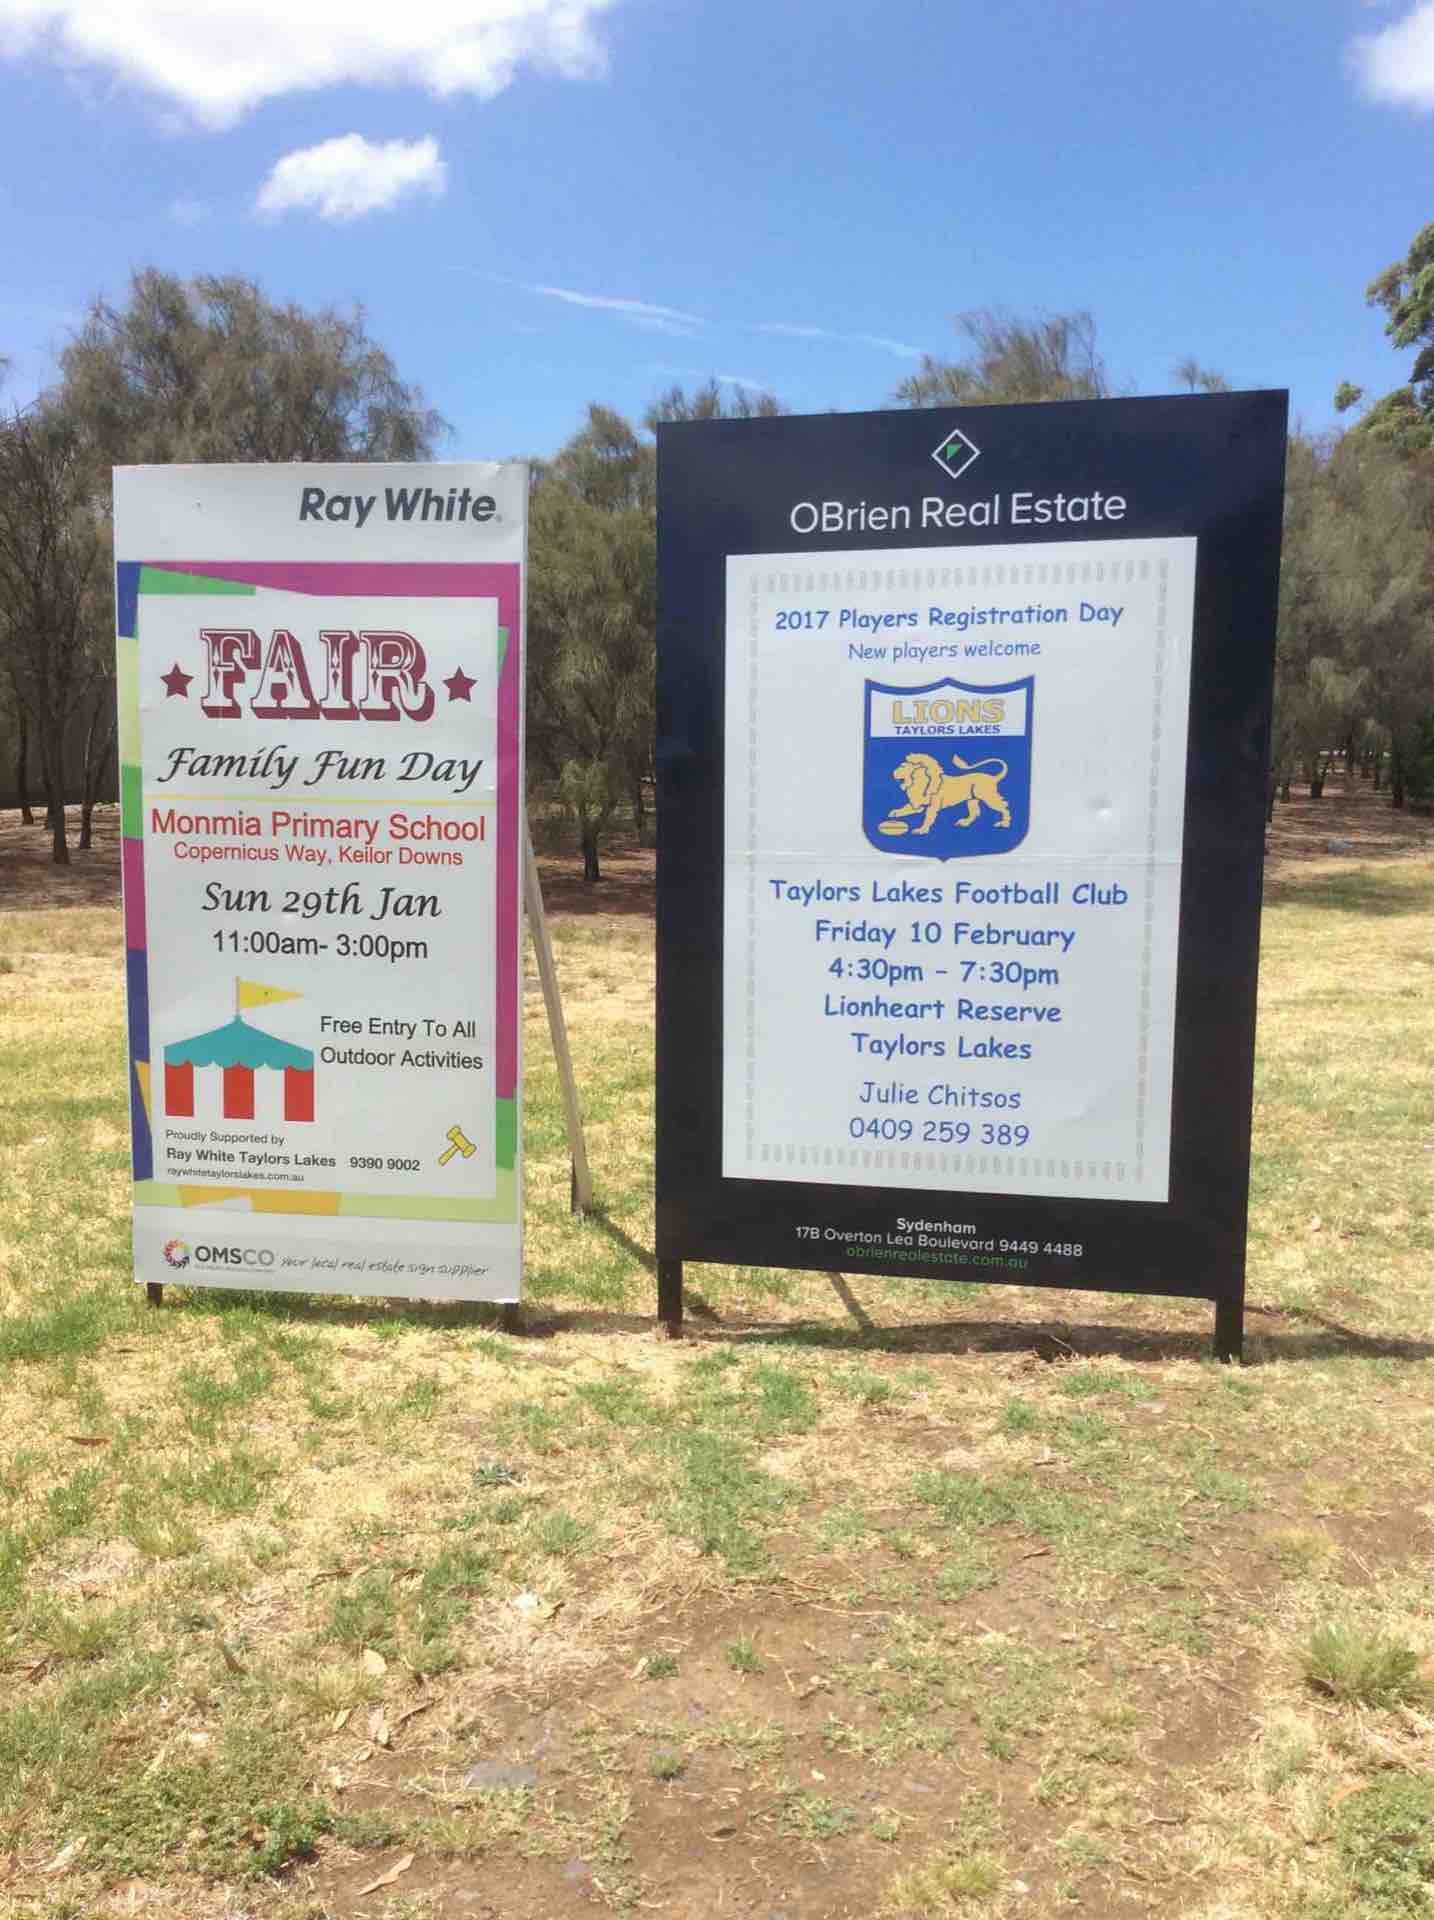 Ray White
FAIR
Family Fun Day
Monmia Primary School
Copernicus Way, Keilor Downs
Sun 29th Jan
11:00am- 3:00pm
Free Entry To All
Outdoor Activities
Proudly Supported by
Ray White Taylors Lakes 9390 9002
raywhitetaylorslakes.com.au
OMSCO your local real estate sign supplier
OBrien Real Estate
2017 Players Registration Day
New players welcome
LIONS
TAYLORS LAKES
Taylors Lakes Football Club
Friday 10 February
4:30pm - 7:30pm
Lionheart Reserve
Taylors Lakes
Julie Chitsos
0409 259 389
Sydenham
17B Overton Lea Boulevard 9449 4488
obrienrealestate.com.au